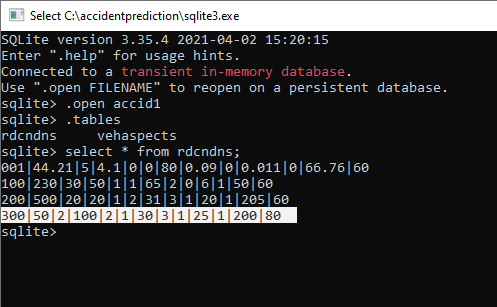 Select C:\accidentprediction\sqlite3.exe
SQLite version 3.35.4 2021-04-02 15:20:15
Enter ".help" for usage hints.
Connected to a transient in-memory database.
Use ".open FILENAME" to reopen on a persistent database.
sqlite> .open accid1
sqlite> .tables
rdcndns     vehaspects
sqlite> select * from rdcndns;
001|44.21|5|4.1|0|0|80|0.09|0|0.011|0|66.76|60
100|230|30|50|1|1|65|2|0|6|1|50|60
200|500|20|20|1|2|31|3|1|20|1|205|60
300|50|2|100|2|1|30|3|1|25|1|200|80
sqlite>